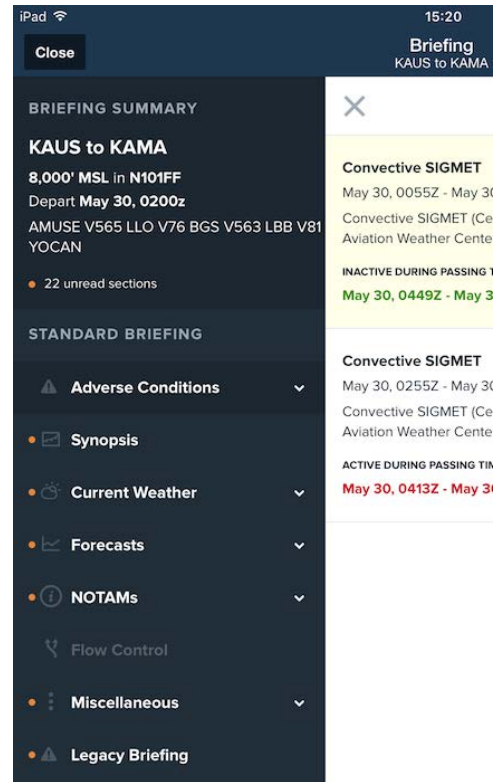 iPad
15:20
Close
Briefing
KAUS to KAMA
BRIEFING SUMMARY
KAUS to KAMA
8,000' MSL in N101FF
Depart May 30, 0200z
AMUSE V565 LLO V76 BGS V563 LBB V81
YOCAN
22 unread sections
STANDARD BRIEFING
Adverse Conditions
Synopsis
Current Weather
Forecasts
NOTAMs
Flow Control
Miscellaneous
Legacy Briefing
Convective SIGMET
May 30, 0055Z - May 30
Convective SIGMET (Ce
Aviation Weather Cente
INACTIVE DURING PASSING T
May 30, 0449Z - May 3
Convective SIGMET
May 30, 0255Z - May 30
Convective SIGMET (Ce
Aviation Weather Cente
ACTIVE DURING PASSING TIM
May 30, 0413Z - May 30